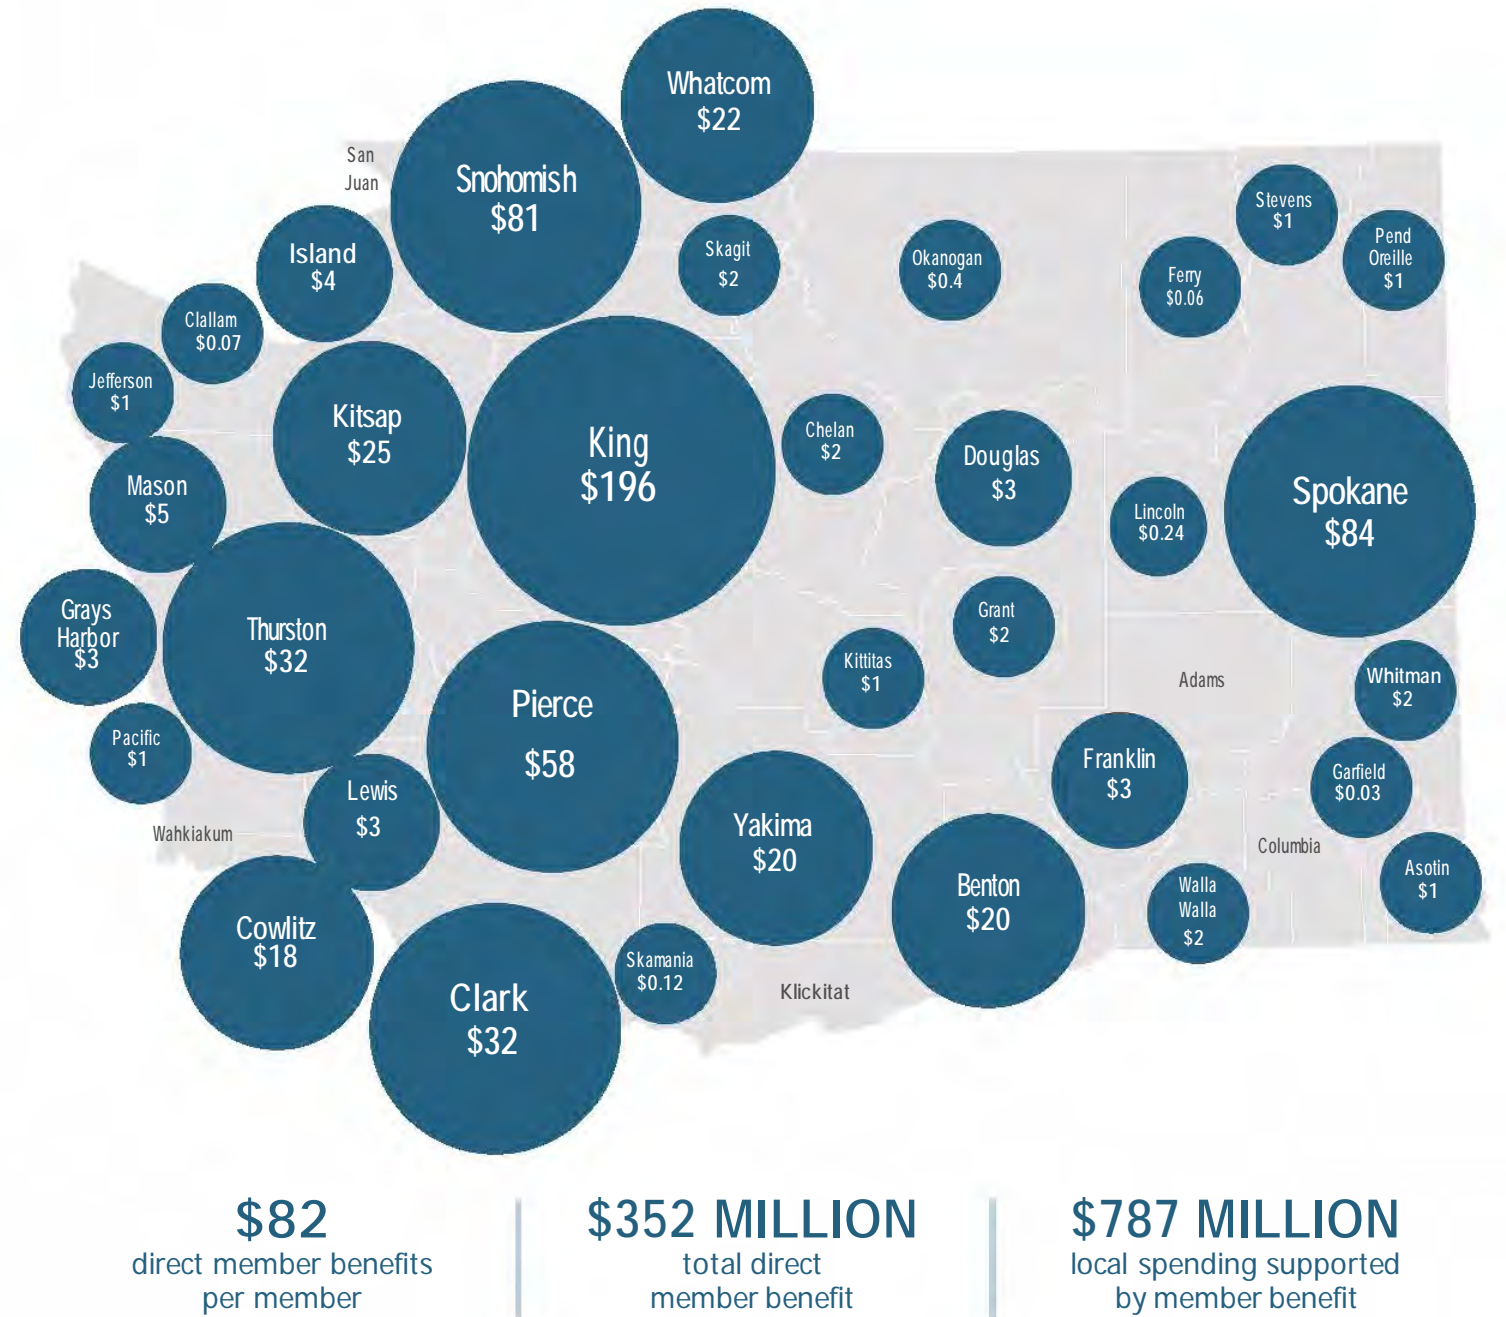 Whatcom
$22
San
Juan
Snohomish
$81
Stevens
$1
Island
$4
Skagit
$2
Okanogan
$0.4
Pend
Oreille
$1
Ferry
$0.06
Clallam
$0.07
Jefferson
$1
Kitsap
$25
King
$196
Chelan
$2
Douglas
$3
Mason
$5
Lincoln
$0.24
Spokane
$84
Grays
Harbor
$3
Thurston
$32
Grant
$2
Kittitas
$1
Adams
Whitman
$2
Pierce
$58
Pacific
$1
Franklin
$3
Garfield
$0.03
Lewis
$3
Wahkiakum
Yakima
$20
Columbia
Asotin
$1
Benton
$20
Walla
Walla
$2
Cowlitz
$18
Skamania
$0.12
Klickitat
Clark
$32
$82
direct member benefits
per member
$352 MILLION
total direct
member benefit
$787 MILLION
local spending supported
by member benefit